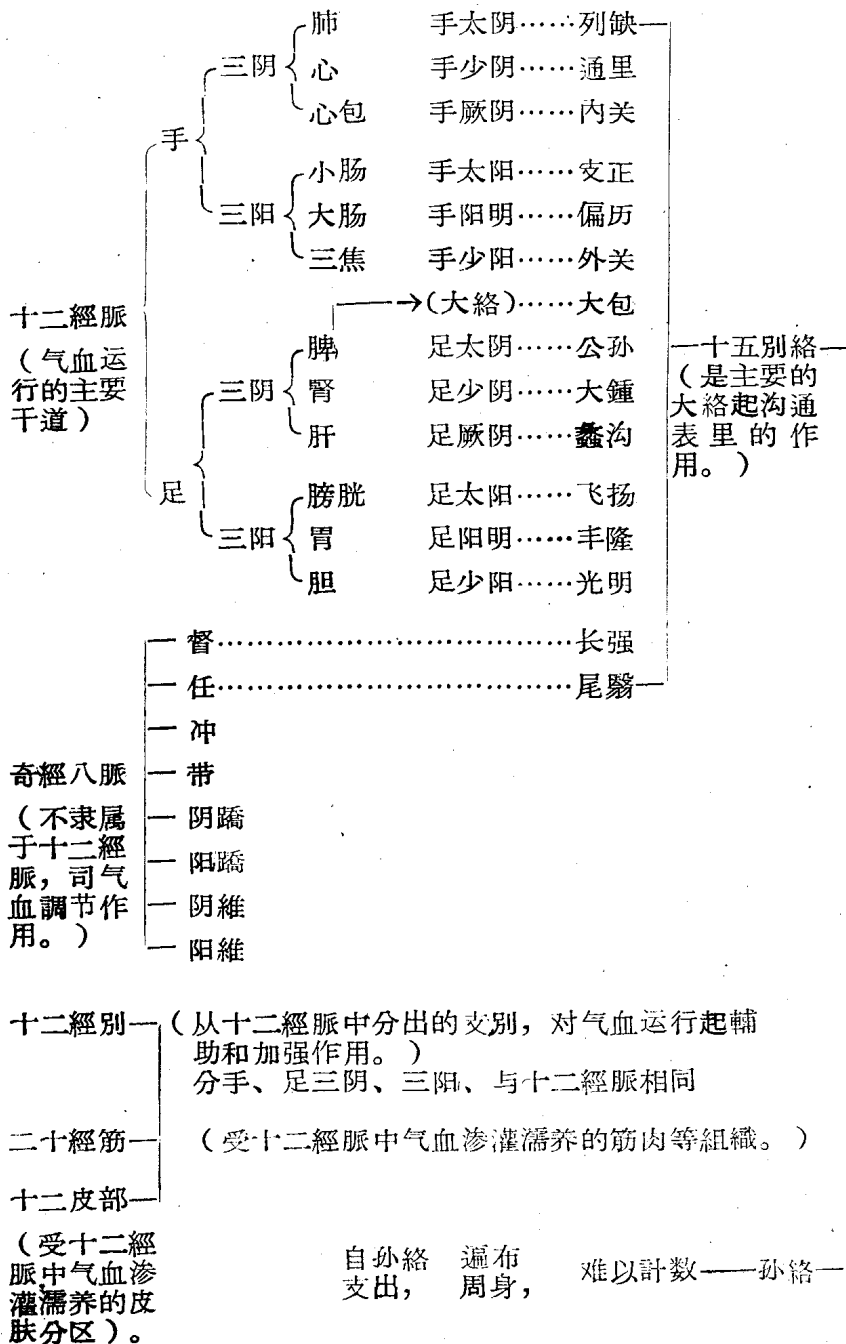 肺 手太阴……列缺
三阴 心 手少阴……通里
心包 手厥阴……内关
手
小肠 手太阳……支正
三阳 大肠 手阳明……偏历
三焦 手少阳……外关
十二經脈
（气血运
行的主要
干道）
→(大絡)……大包
脾 足太阴……公孙
三阴 腎 足少阴……大鍾
肝 足厥阴……蠡沟
足
膀胱 足太阳……飞扬
三阳 胃 足阳明……丰隆
胆 足少阳……光明
十五別絡
（是主要的
大絡起沟通
表里的作
用。）
督……长强
任……尾翳
冲
奇經八脈 带
（不隶属
于十二經
脈，司气
血調节作
用。）
阴蹻
阳蹻
阴維
阳維
十二經別（从十二經脈中分出的支別，对气血运行起輔
助和加强作用。）
分手、足三阴、三阳、与十二經脈相同
二十經筋（受十二經脈中气血渗灌濡养的筋肉等組織。）
十二皮部
（受十二經
脈中气血渗
灌濡养的皮
肤分区）。
自孙絡 遍布
支出， 周身， 难以計数——孙絡